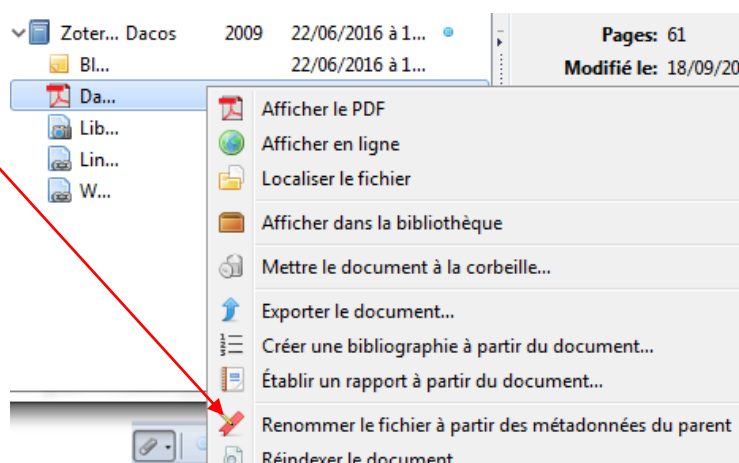 Zoter... Dacos 2009 22/06/2016 à 1... Pages: 61
Bl... 22/06/2016 à 1... Modifié le: 18/09/20
Da...
Lib...
Lin...
W...
Afficher le PDF
Afficher en ligne
Localiser le fichier
Afficher dans la bibliothèque
Mettre le document à la corbeille...
Exporter le document...
Créer une bibliographie à partir du document...
Établir un rapport à partir du document...
Renommer le fichier à partir des métadonnées du parent
Réindexer le document